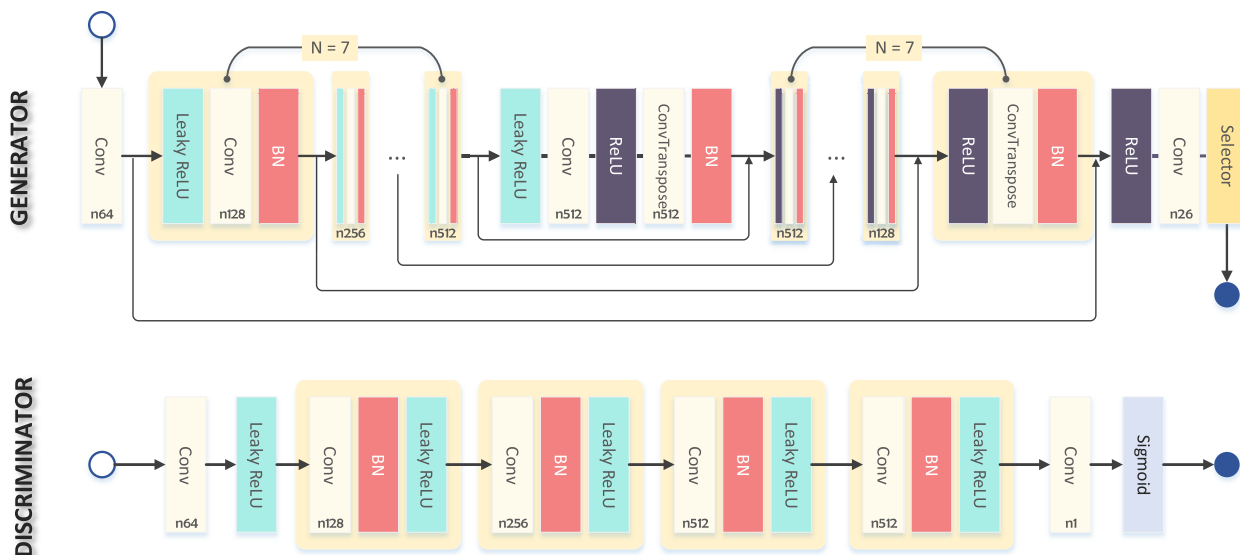 GENERATOR
N = 7
N = 7
Conv
n64
Leaky ReLU
Conv
n128
BN
n256
...
n512
Leaky ReLU
Conv
n512
ReLU
ConvTranspose
n512
BN
n512
...
n128
ReLU
ConvTranspose
BN
ReLU
Conv
n26
Selector
DISCRIMINATOR
Conv
n64
Leaky ReLU
Conv
n128
BN
Leaky ReLU
Conv
n256
BN
Leaky ReLU
Conv
n512
BN
Leaky ReLU
Conv
n512
BN
Leaky ReLU
Conv
n1
Sigmoid